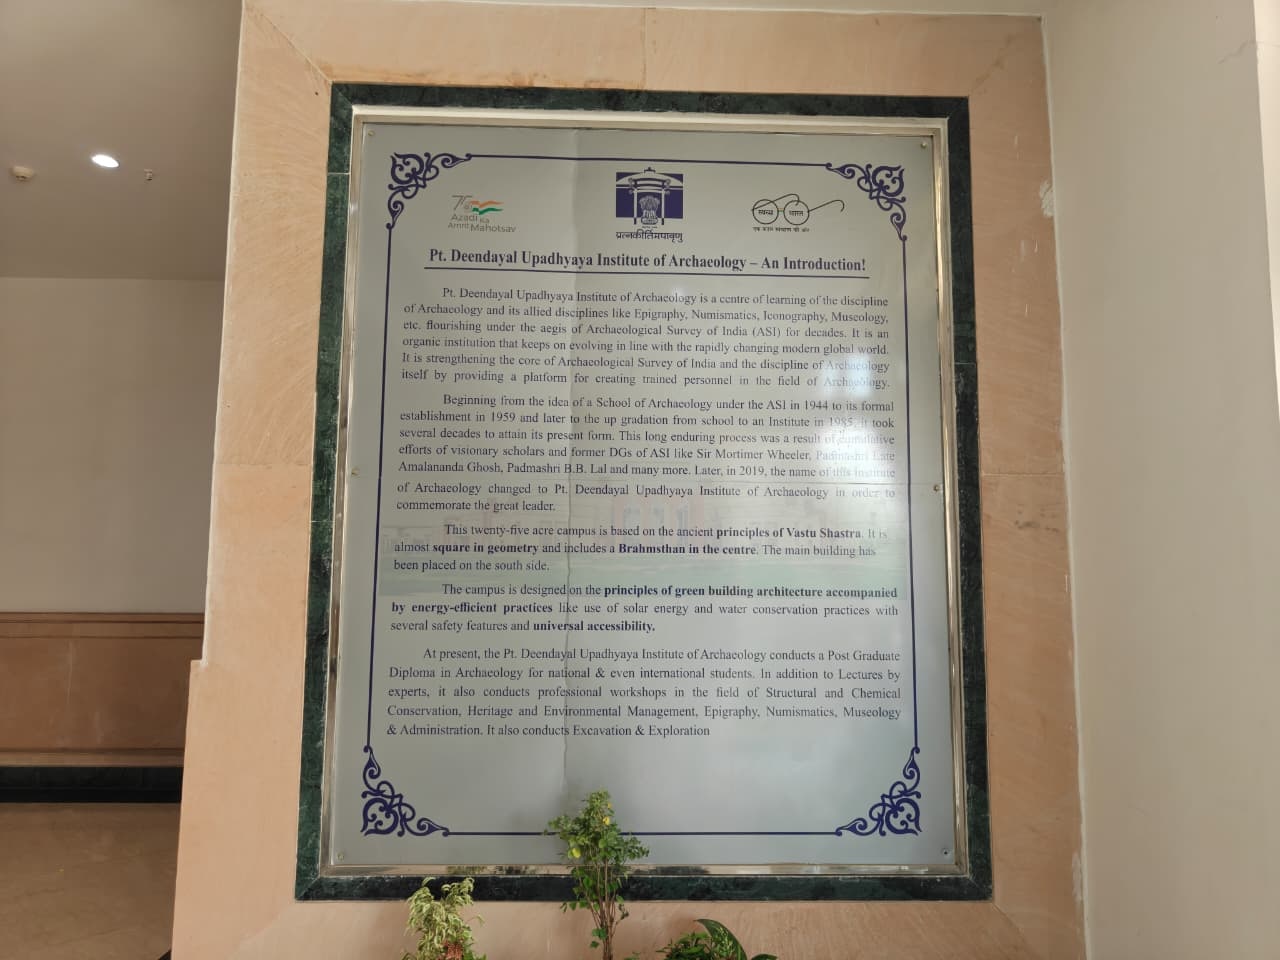 75
Azadi Ka
Amrit Mahotsav
प्रत्नकीर्तिमपावृणु
स्वच्छ भारत
एक कदम स्वच्छता की ओर
Pt. Deendayal Upadhyaya Institute of Archaeology – An Introduction!
Pt. Deendayal Upadhyaya Institute of Archaeology is a centre of learning of the discipline
of Archaeology and its allied disciplines like Epigraphy, Numismatics, Iconography, Museology,
etc. flourishing under the aegis of Archaeological Survey of India (ASI) for decades. It is an
organic institution that keeps on evolving in line with the rapidly changing modern global world.
It is strengthening the core of Archaeological Survey of India and the discipline of Archaeology
itself by providing a platform for creating trained personnel in the field of Archaeology.
Beginning from the idea of a School of Archaeology under the ASI in 1944 to its formal
establishment in 1959 and later to the up gradation from school to an Institute in 1985, it took
several decades to attain its present form. This long enduring process was a result of cumulative
efforts of visionary scholars and former DGs of ASI like Sir Mortimer Wheeler, Padmashri Late
Amalananda Ghosh, Padmashri B.B. Lal and many more. Later, in 2019, the name of this Institute
of Archaeology changed to Pt. Deendayal Upadhyaya Institute of Archaeology in order to
commemorate the great leader.
This twenty-five acre campus is based on the ancient principles of Vastu Shastra. It is
almost square in geometry and includes a Brahmsthan in the centre. The main building has
been placed on the south side.
The campus is designed on the principles of green building architecture accompanied
by energy-efficient practices like use of solar energy and water conservation practices with
several safety features and universal accessibility.
At present, the Pt. Deendayal Upadhyaya Institute of Archaeology conducts a Post Graduate
Diploma in Archaeology for national & even international students. In addition to Lectures by
experts, it also conducts professional workshops in the field of Structural and Chemical
Conservation, Heritage and Environmental Management, Epigraphy, Numismatics, Museology
& Administration. It also conducts Excavation & Exploration